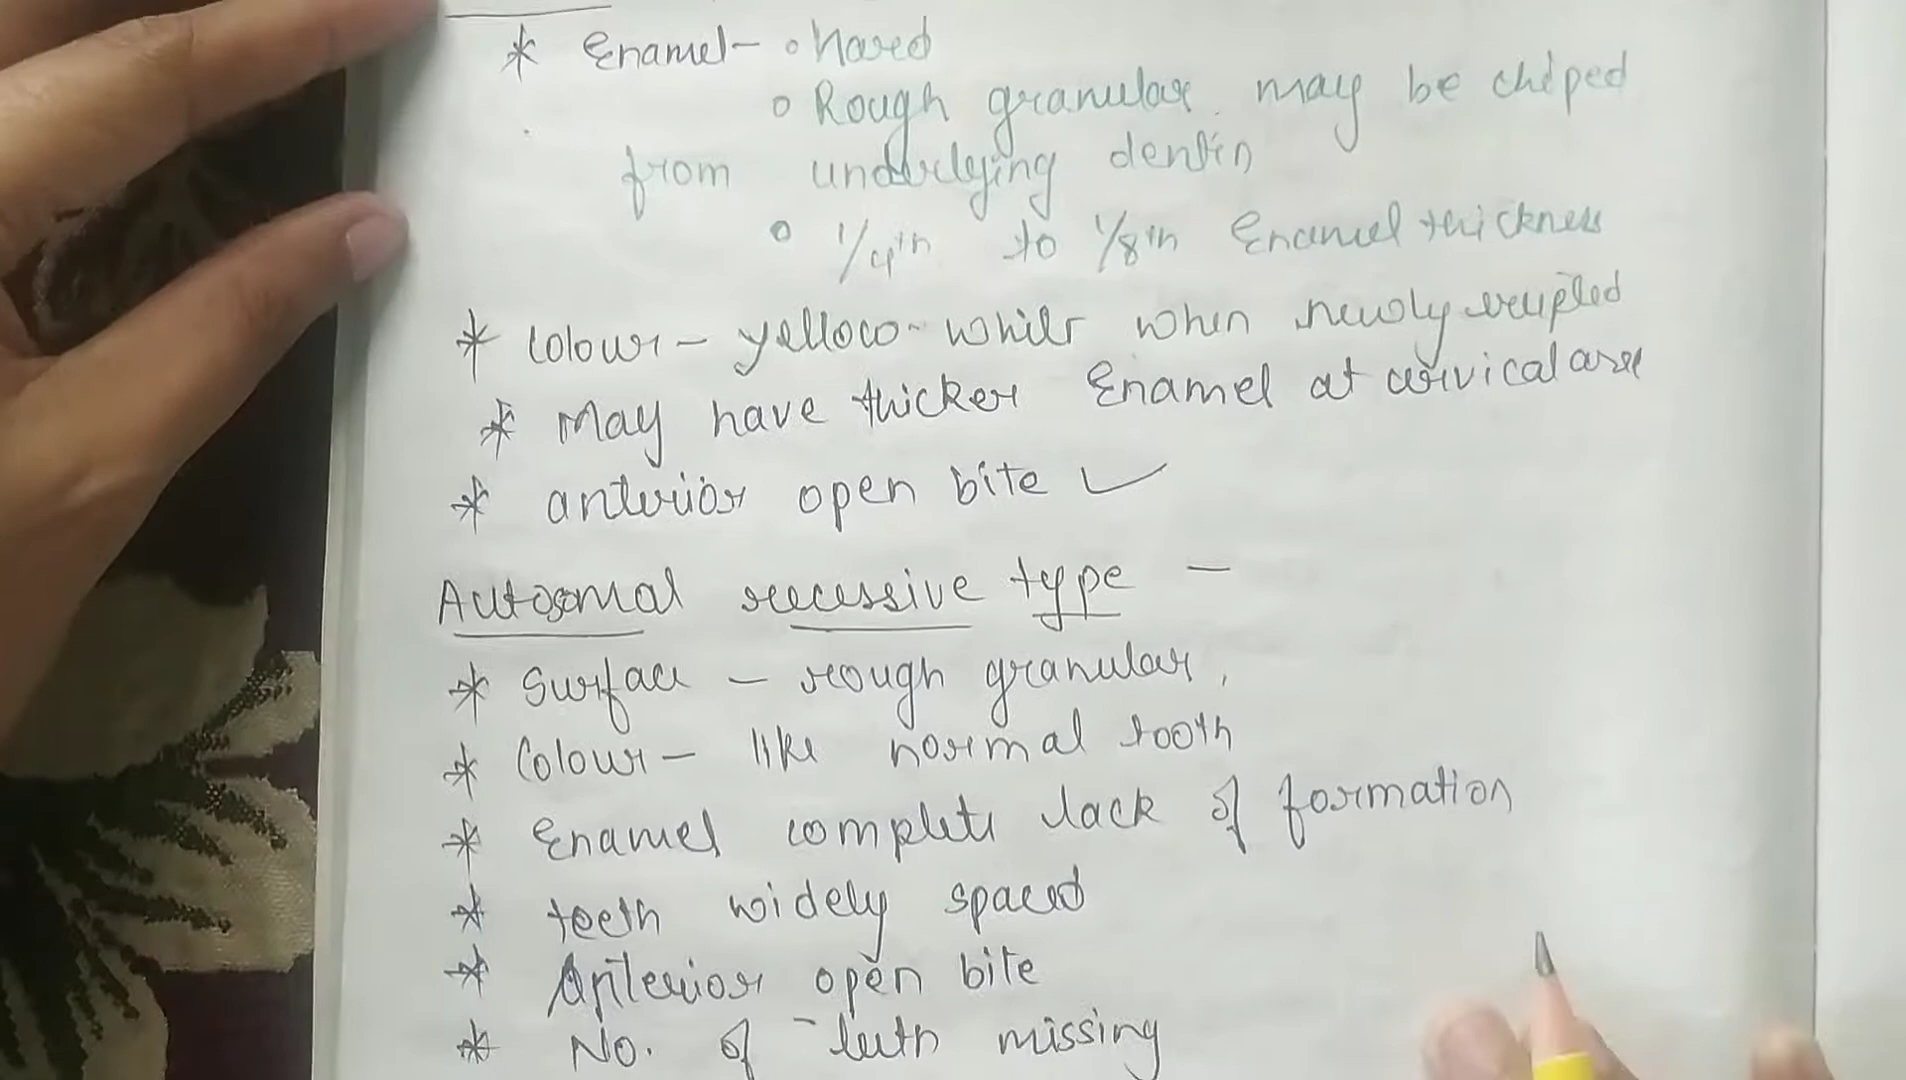 * Enamel - o hared
o Rough granular may be chiped
from underlying dentin
o 1/4th to 1/8th Enamel thickness
* Colour - yellow-white when newly erupted
* May have thicker Enamel at cervical area
* anterior open bite ✓
Autosomal recessive type -
* Surface - rough granular,
* Colour - like normal tooth
* Enamel complete lack of formation
* teeth widely spaced
* Anterior open bite
* No. of teeth missing